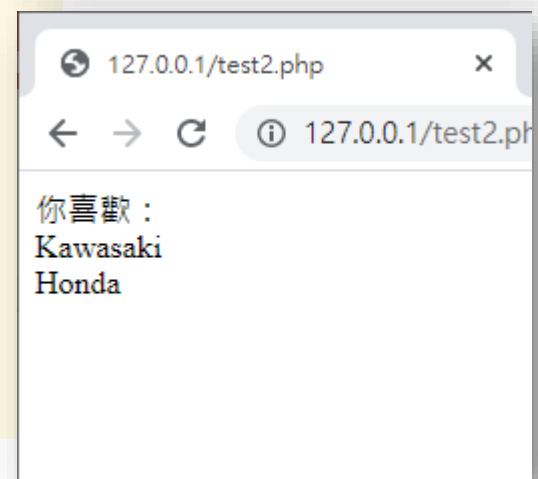 127.0.0.1/test2.php
127.0.0.1/test2.ph
你喜歡：
Kawasaki
Honda